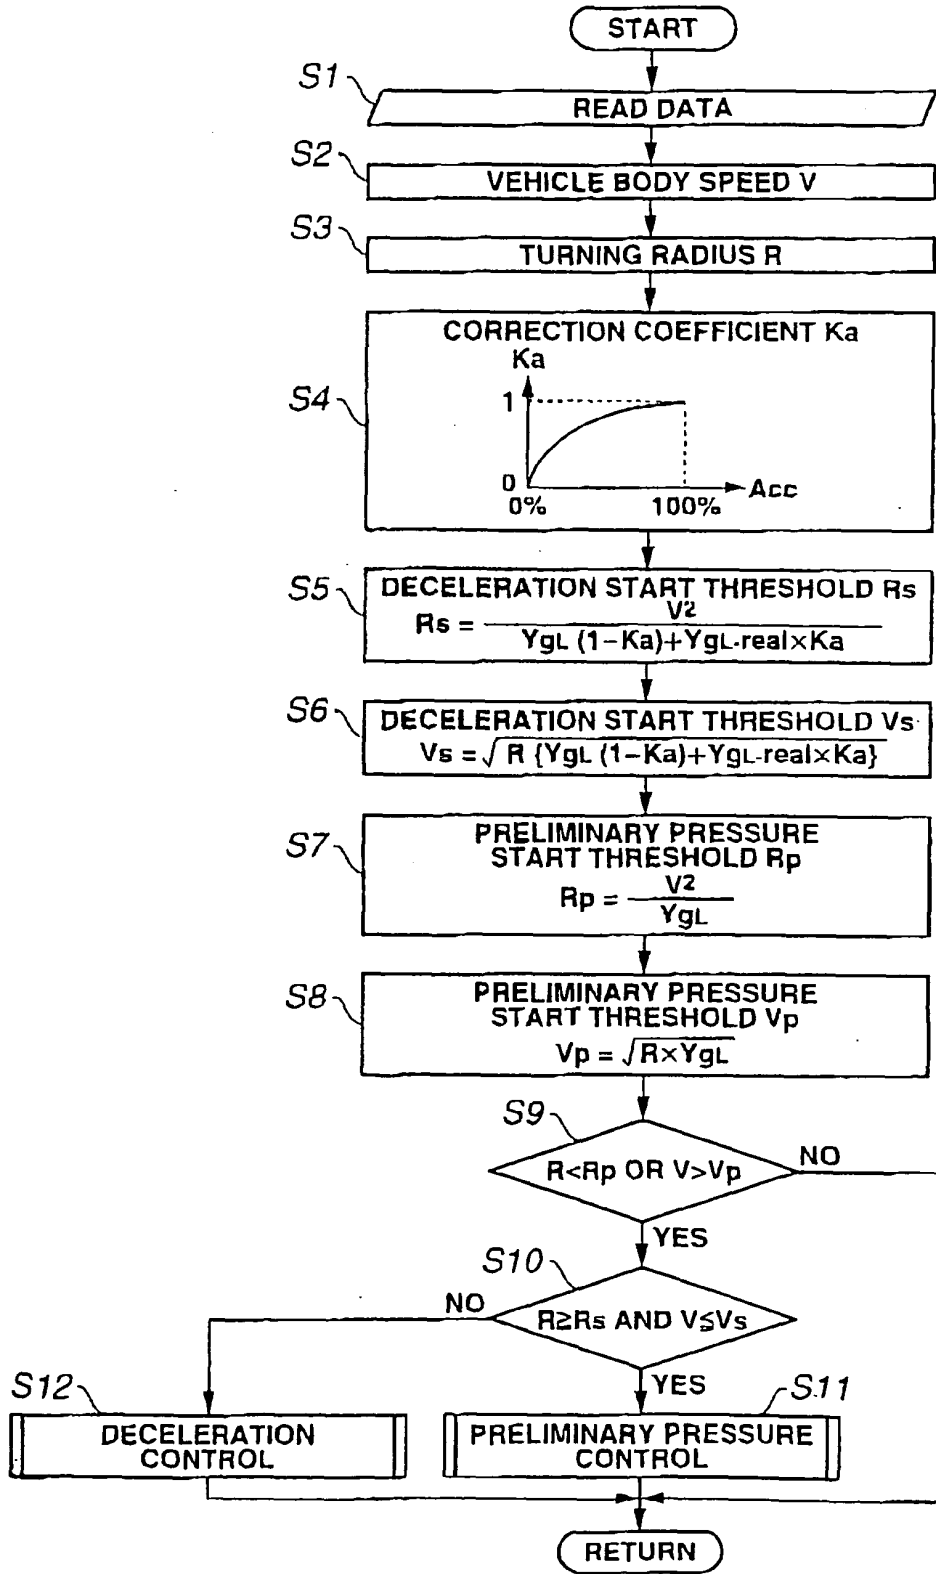 START
S1
READ DATA
S2
VEHICLE BODY SPEED V
S3
TURNING RADIUS R
S4
CORRECTION COEFFICIENT Ka
Ka
1
0
0%
100%
Acc
S5
DECELERATION START THRESHOLD Rs
Rs = V² / YgL (1-Ka)+YgL-real×Ka
S6
DECELERATION START THRESHOLD Vs
Vs = √R {YgL (1-Ka)+YgL-real×Ka}
S7
PRELIMINARY PRESSURE
START THRESHOLD Rp
Rp = V² / YgL
S8
PRELIMINARY PRESSURE
START THRESHOLD Vp
Vp = √R×YgL
S9
R<Rp OR V>Vp
NO
YES
S10
R≥Rs AND V≦Vs
NO
YES
S12
DECELERATION
CONTROL
S11
PRELIMINARY PRESSURE
CONTROL
RETURN